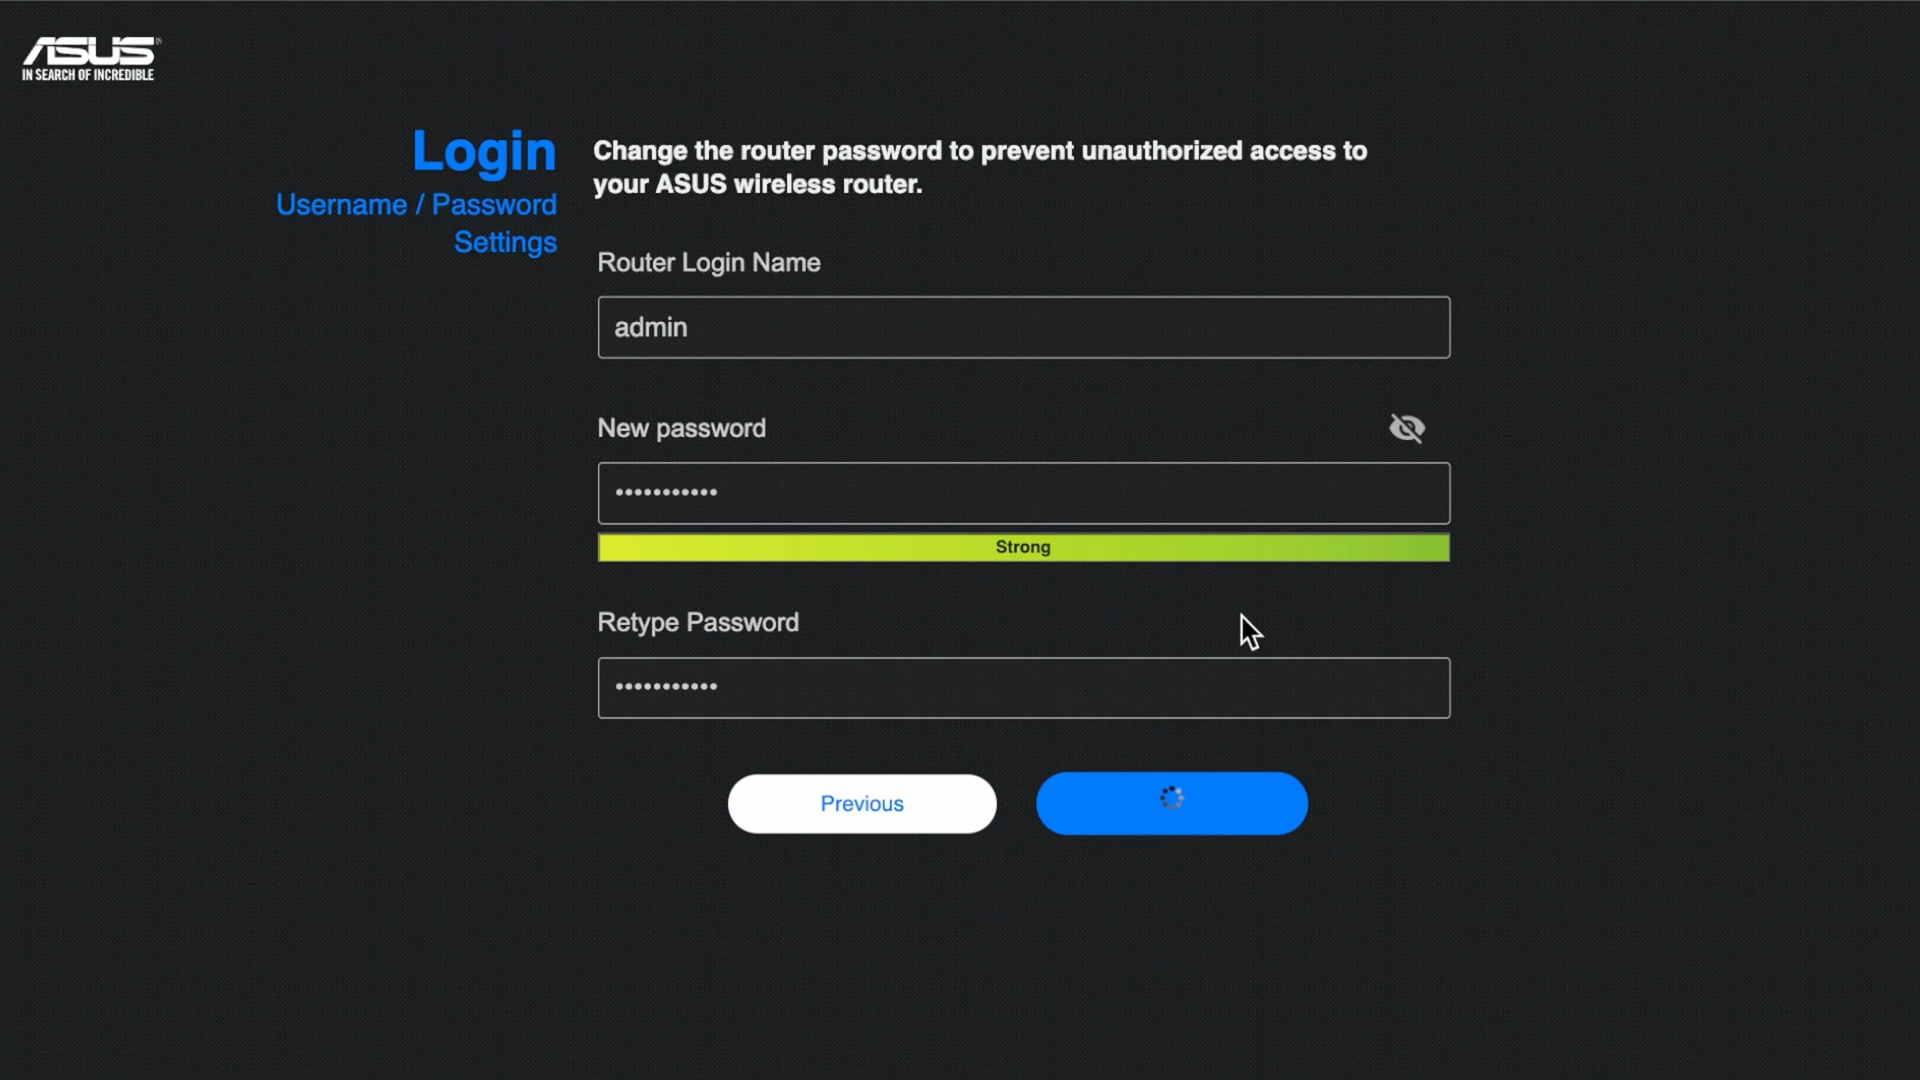 ASUS
IN SEARCH OF INCREDIBLE
Login
Username / Password
Settings
Change the router password to prevent unauthorized access to
your ASUS wireless router.
Router Login Name
admin
New password
•••••••••••
Strong
Retype Password
•••••••••••
Previous